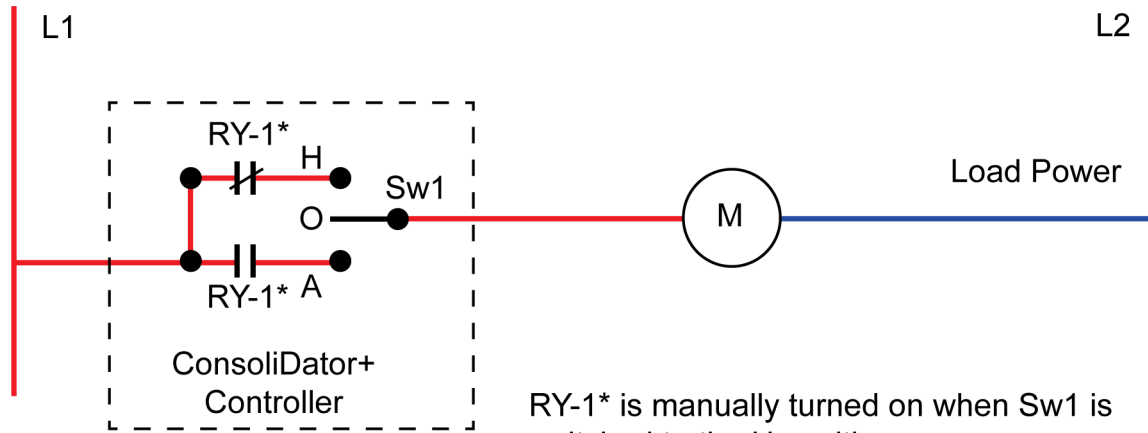 L1
L2
RY-1*
H
Sw1
Load Power
O
M
RY-1* A
ConsoliDator+
Controller
RY-1* is manually turned on when Sw1 is